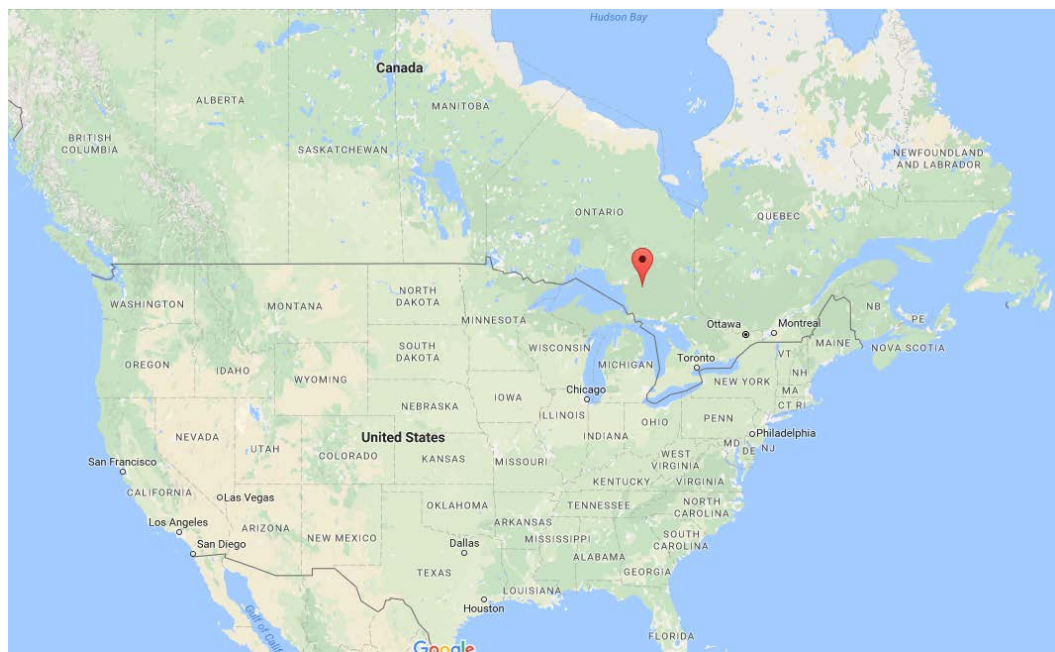 Hudson Bay
Canada
ALBERTA
MANITOBA
BRITISH
COLUMBIA
SASKATCHEWAN
NEWFOUNDLAND
AND LABRADOR
ONTARIO
QUEBEC
WASHINGTON
MONTANA
NORTH
DAKOTA
MINNESOTA
NB
PE
Ottawa
Montreal
NOVA SCOTIA
MAINE
OREGON
IDAHO
SOUTH
DAKOTA
WISCONSIN
MICHIGAN
Toronto
VT
NH
WYOMING
NEW YORK
MA
CT RI
Chicago
IOWA
NEBRASKA
ILLINOIS
INDIANA
OHIO
PENN
Philadelphia
NEVADA
UTAH
COLORADO
United States
KANSAS
MISSOURI
WEST
VIRGINIA
MD
DE
NJ
San Francisco
CALIFORNIA
Las Vegas
KENTUCKY
VIRGINIA
Los Angeles
ARIZONA
NEW MEXICO
OKLAHOMA
ARKANSAS
TENNESSEE
NORTH
CAROLINA
San Diego
Dallas
MISSISSIPPI
ALABAMA
SOUTH
CAROLINA
TEXAS
GEORGIA
LOUISIANA
Houston
Gulf of Calif
FLORIDA
Google